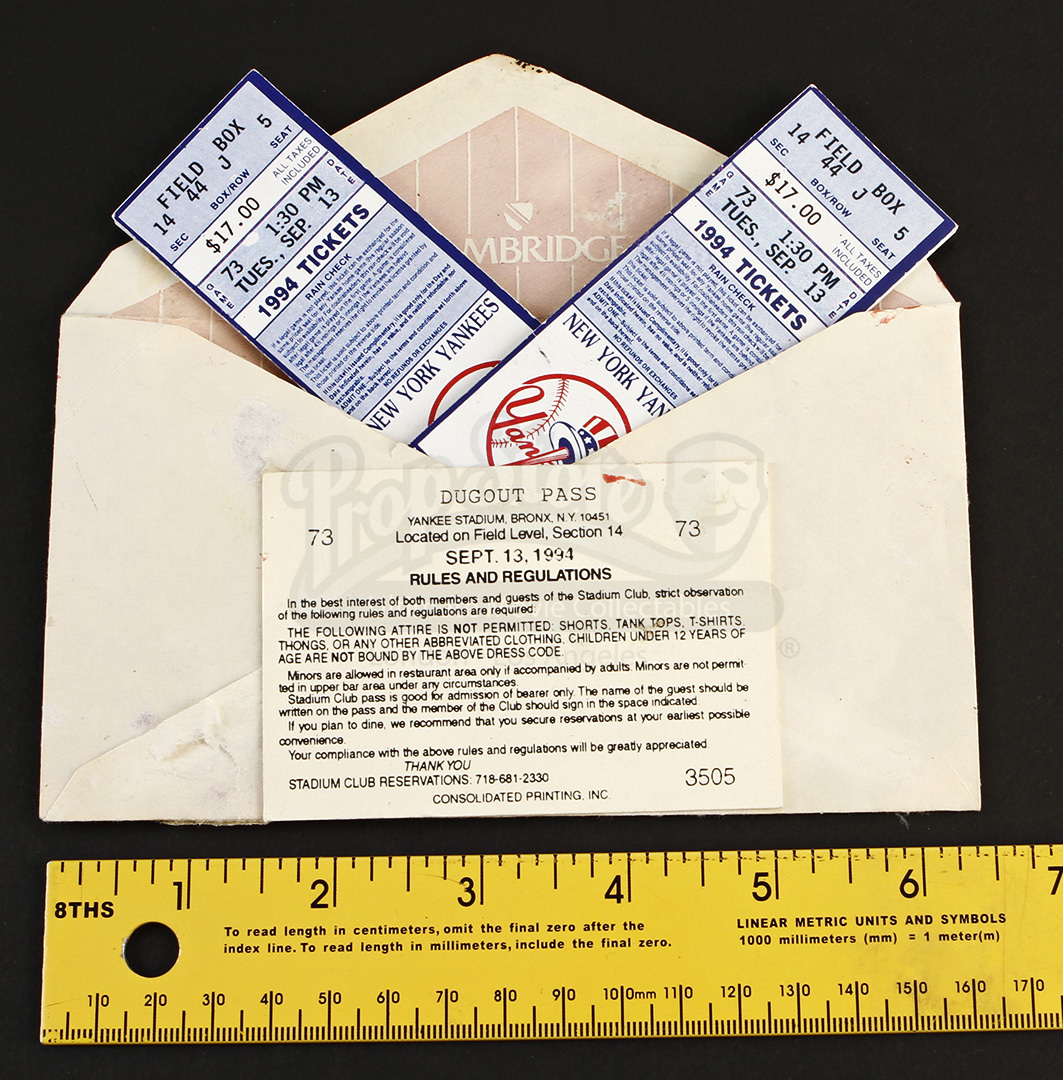 FIELD BOX
14 44 J 5
SEC BOX/ROW SEAT
$17.00 ALL TAXES
INCLUDED
GAME 73 1:30 PM DATE
TUES., SEP. 13
1994 TICKETS
RAIN CHECK
NO REFUNDS OR EXCHANGES
NEW YORK YANKEES
MBRIDGE
FIELD BOX
14 44 J 5
SEC BOX/ROW SEAT
$17.00 ALL TAXES
INCLUDED
GAME 73 1:30 PM
TUES., SEP 13
1994 TICKETS
RAIN CHECK
NO REFUNDS OR EXCHANGES
NEW YORK YAN
Yan
PropStore
DUGOUT PASS
YANKEE STADIUM, BRONX, N.Y. 10451
73 Located on Field Level, Section 14 73
SEPT. 13, 1994
RULES AND REGULATIONS
In the best interest of both members and guests of the Stadium Club, strict observation
of the following rules and regulations are required:
THE FOLLOWING ATTIRE IS NOT PERMITTED: SHORTS, TANK TOPS, T-SHIRTS.
THONGS, OR ANY OTHER ABBREVIATED CLOTHING. CHILDREN UNDER 12 YEARS OF
AGE ARE NOT BOUND BY THE ABOVE DRESS CODE.
Minors are allowed in restaurant area only if accompanied by adults. Minors are not permit-
ted in upper bar area under any circumstances.
Stadium Club pass is good for admission of bearer only. The name of the guest should be
written on the pass and the member of the Club should sign in the space indicated.
If you plan to dine, we recommend that you secure reservations at your earliest possible
convenience.
Your compliance with the above rules and regulations will be greatly appreciated.
THANK YOU
STADIUM CLUB RESERVATIONS: 718-681-2330 3505
CONSOLIDATED PRINTING, INC.
®
1 2 3 4 5 6 7
8THS
To read length in centimeters, omit the final zero after the
index line. To read length in millimeters, include the final zero.
LINEAR METRIC UNITS AND SYMBOLS
1000 millimeters (mm) = 1 meter(m)
10 20 30 40 50 60 70 80 90 100mm 110 120 130 140 150 160 170